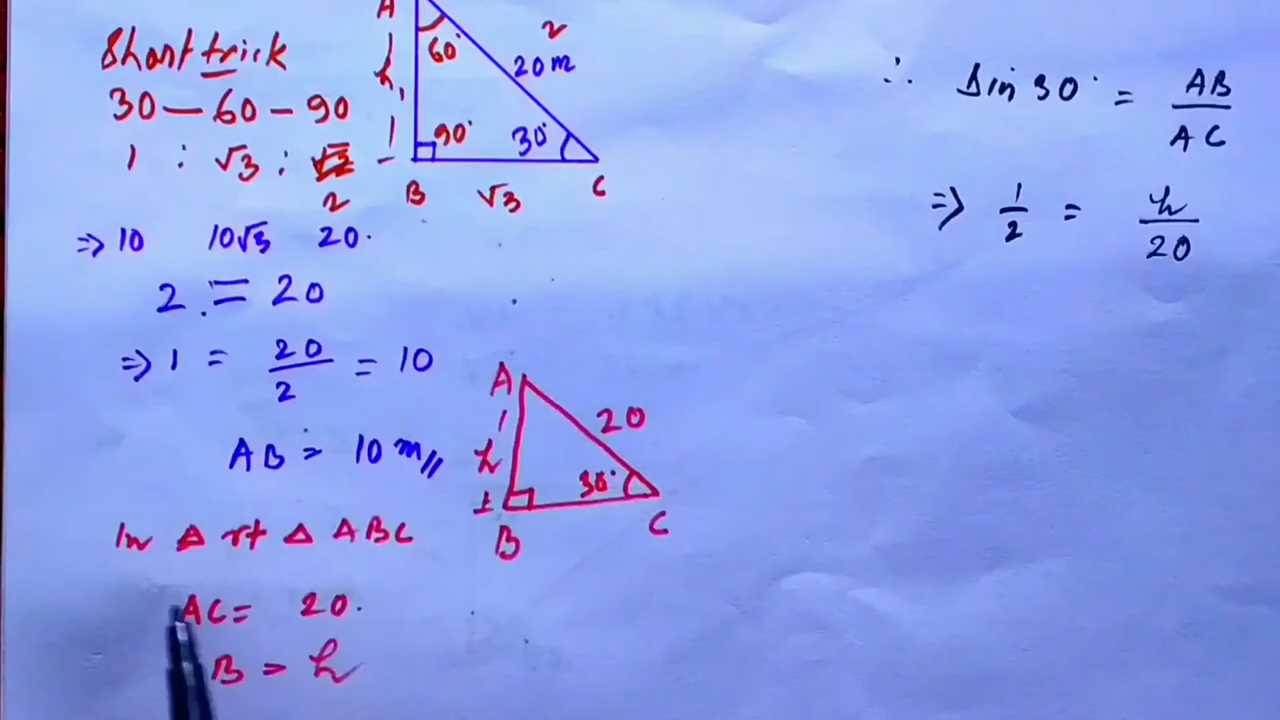 Short trick
30 — 60 - 90
1 : √3 : √3
2
⇒ 10 10√3 20.
2 = 20
⇒ 1 = 20/2 = 10
AB = 10 m //
A
60°
h
90°
30°
2
20m
B
√3
C
In Δ rt Δ ABC
AC = 20.
B = h
A
h
20
30°
B
C
∴ Sin 30° = AB/AC
⇒ 1/2 = h/20